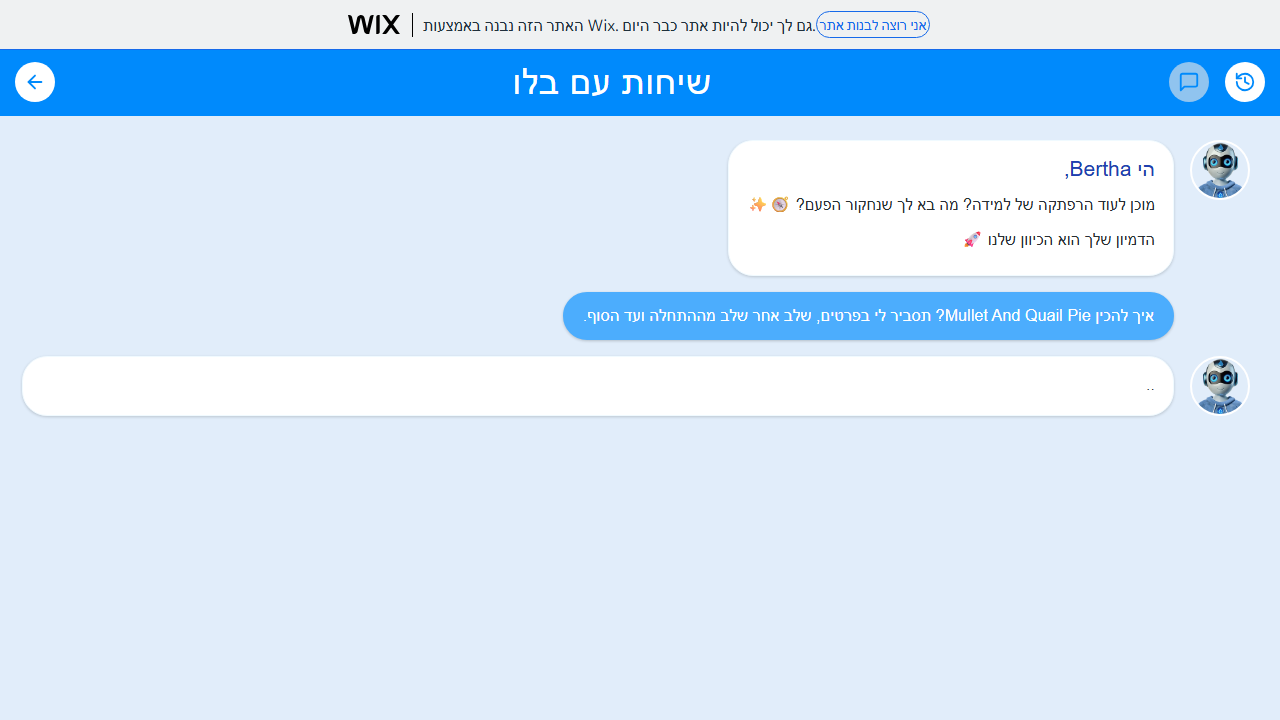 WIX האתר הזה נבנה באמצעות Wix. גם לך יכול להיות אתר כבר היום. אני רוצה לבנות אתר
שיחות עם בלו
הי Bertha,
מוכן לעוד הרפתקה של למידה? מה בא לך שנחקור הפעם? 🧭 ✨
הדמיון שלך הוא הכיוון שלנו 🚀
איך להכין Mullet And Quail Pie? תסביר לי בפרטים, שלב אחר שלב מההתחלה ועד הסוף.
..